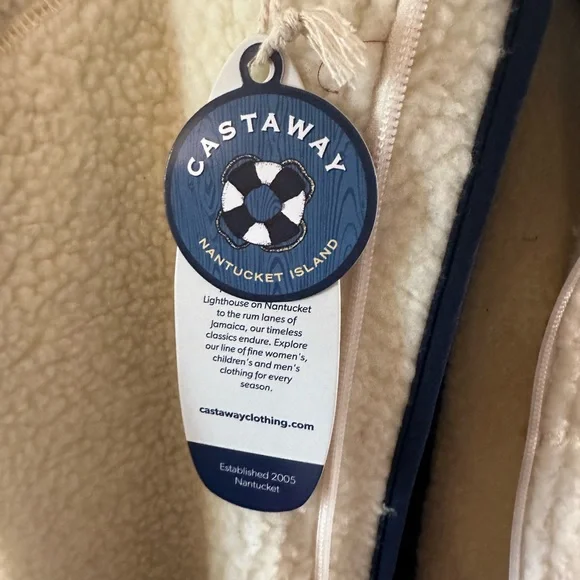 CASTAWAY
NANTUCKET ISLAND
Lighthouse on Nantucket
to the rum lanes of
Jamaica, our timeless
classics endure. Explore
our line of fine women's,
children's and men's
clothing for every
season.
castawayclothing.com
Established 2005
Nantucket